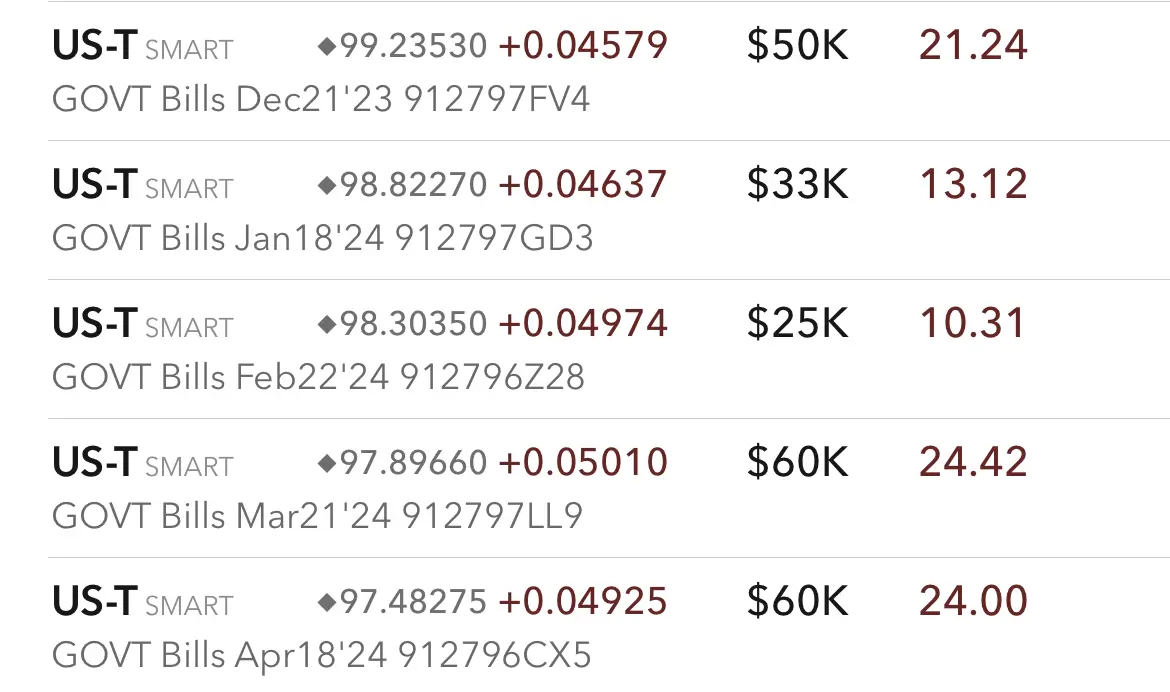 US-T SMART ◆99.23530 +0.04579 $50K 21.24
GOVT Bills Dec21'23 912797FV4
US-T SMART ◆98.82270 +0.04637 $33K 13.12
GOVT Bills Jan18'24 912797GD3
US-T SMART ◆98.30350 +0.04974 $25K 10.31
GOVT Bills Feb22'24 912796Z28
US-T SMART ◆97.89660 +0.05010 $60K 24.42
GOVT Bills Mar21'24 912797LL9
US-T SMART ◆97.48275 +0.04925 $60K 24.00
GOVT Bills Apr18'24 912796CX5